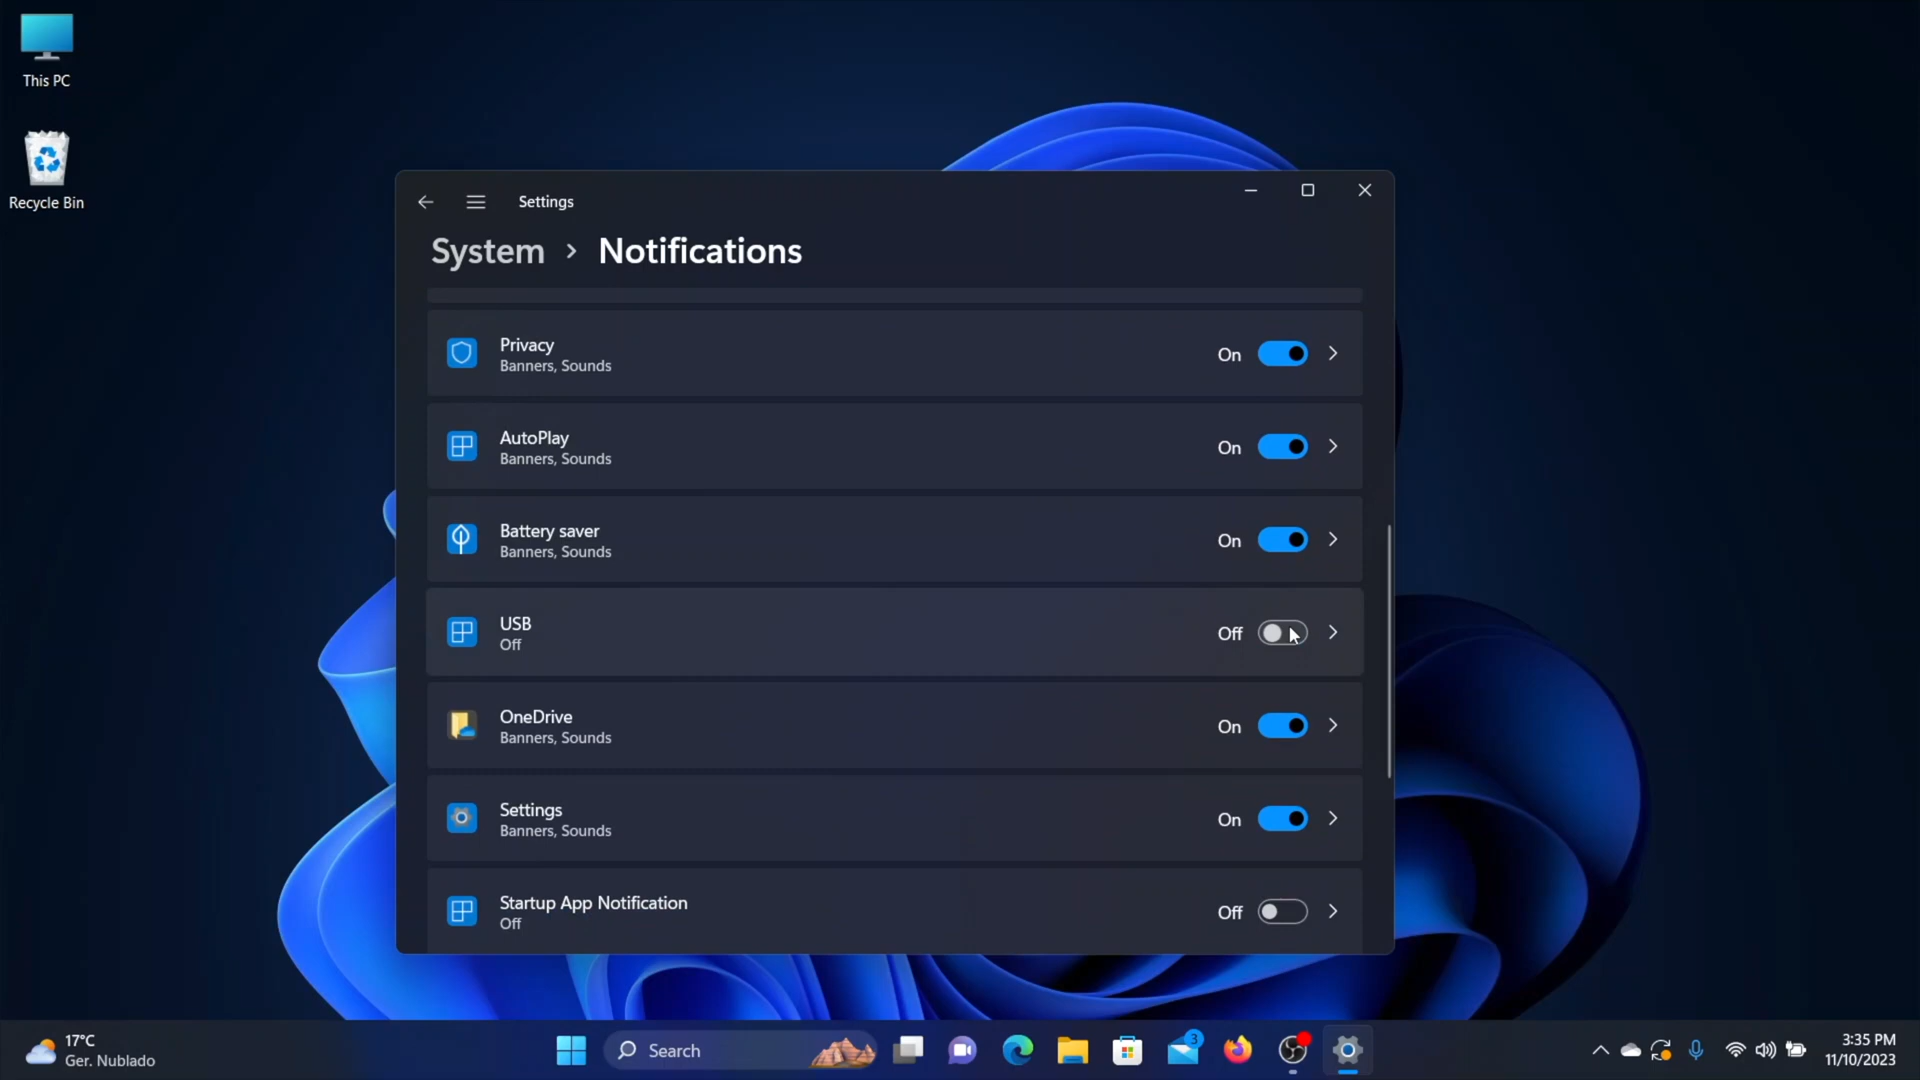 This PC
Recycle Bin
Settings
System > Notifications
Privacy
Banners, Sounds
On
AutoPlay
Banners, Sounds
On
Battery saver
Banners, Sounds
On
USB
Off
Off
OneDrive
Banners, Sounds
On
Settings
Banners, Sounds
On
Startup App Notification
Off
Off
17°C
Ger. Nublado
Search
3
3:35 PM
11/10/2023